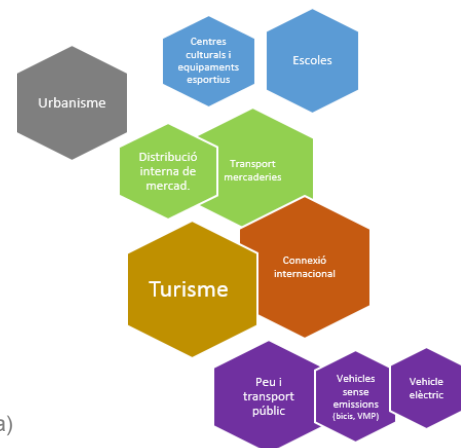 Centres
culturals i
equipaments
esportius
Escoles
Urbanisme
Distribució
interna de
mercad.
Transport
mercaderies
Connexió
internacional
Turisme
Peu i
transport
públic
Vehicles
sense
emissions
(bicis, VMP)
Vehicle
elèctric
a)